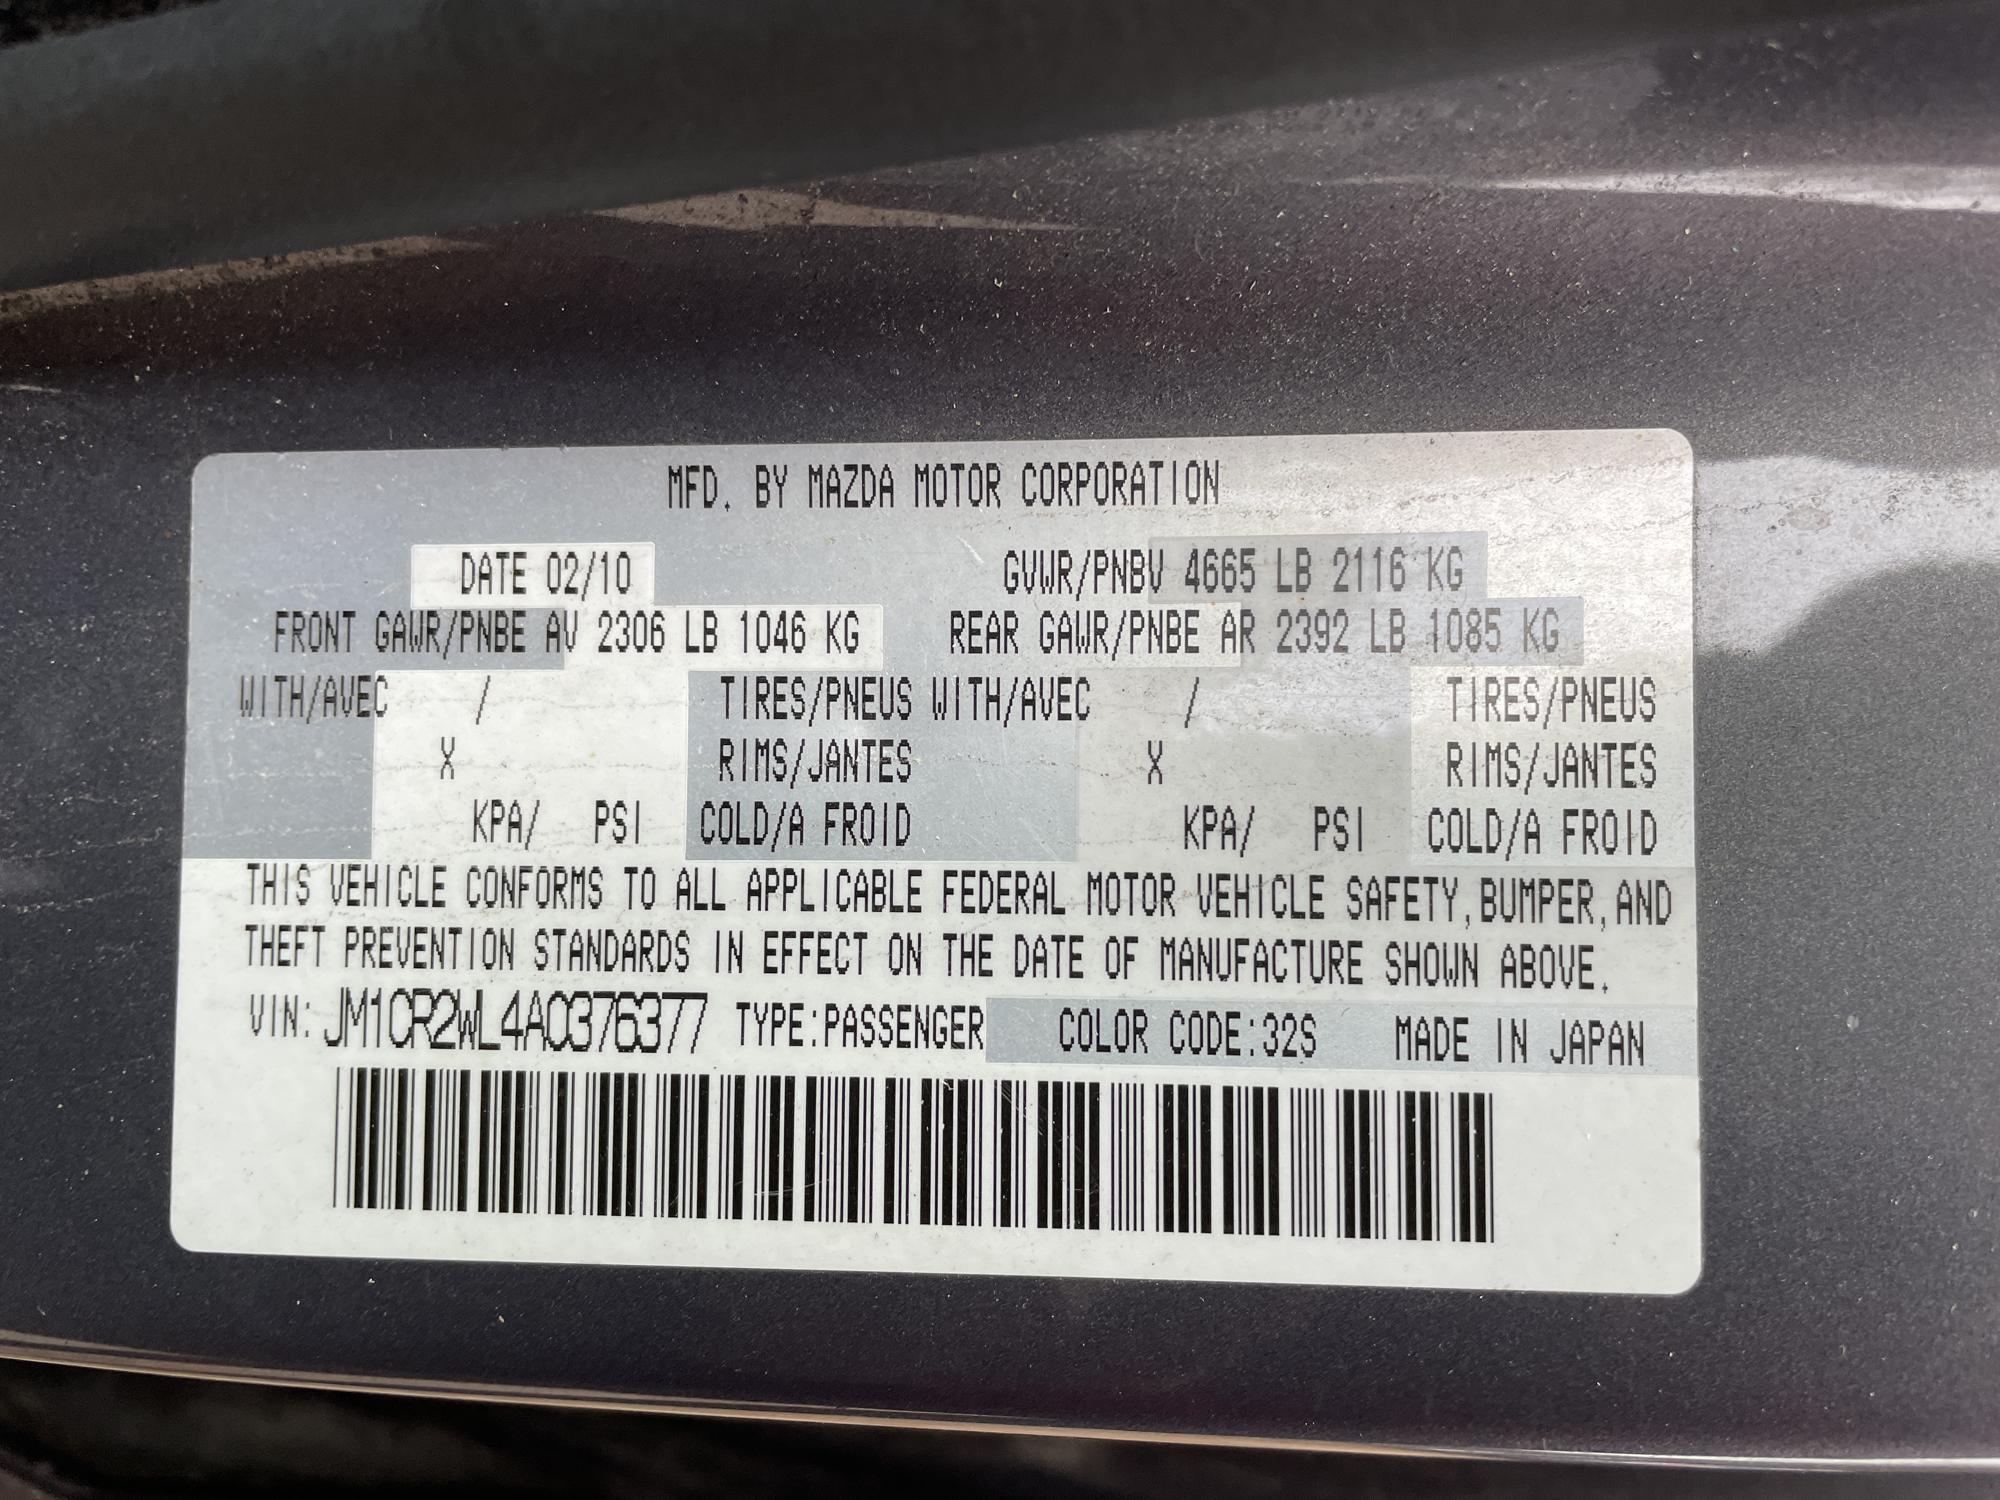 MFD. BY MAZDA MOTOR CORPORATION
DATE 02/10 GVWR/PNBV 4665 LB 2116 KG
FRONT GAWR/PNBE AV 2306 LB 1046 KG REAR GAWR/PNBE AR 2392 LB 1085 KG
WITH/AVEC / TIRES/PNEUS WITH/AVEC / TIRES/PNEUS
X RIMS/JANTES X RIMS/JANTES
KPA/ PSI COLD/A FROID KPA/ PSI COLD/A FROID
THIS VEHICLE CONFORMS TO ALL APPLICABLE FEDERAL MOTOR VEHICLE SAFETY, BUMPER, AND
THEFT PREVENTION STANDARDS IN EFFECT ON THE DATE OF MANUFACTURE SHOWN ABOVE.
VIN: JM1CR2WL4A0376377 TYPE:PASSENGER COLOR CODE:32S MADE IN JAPAN